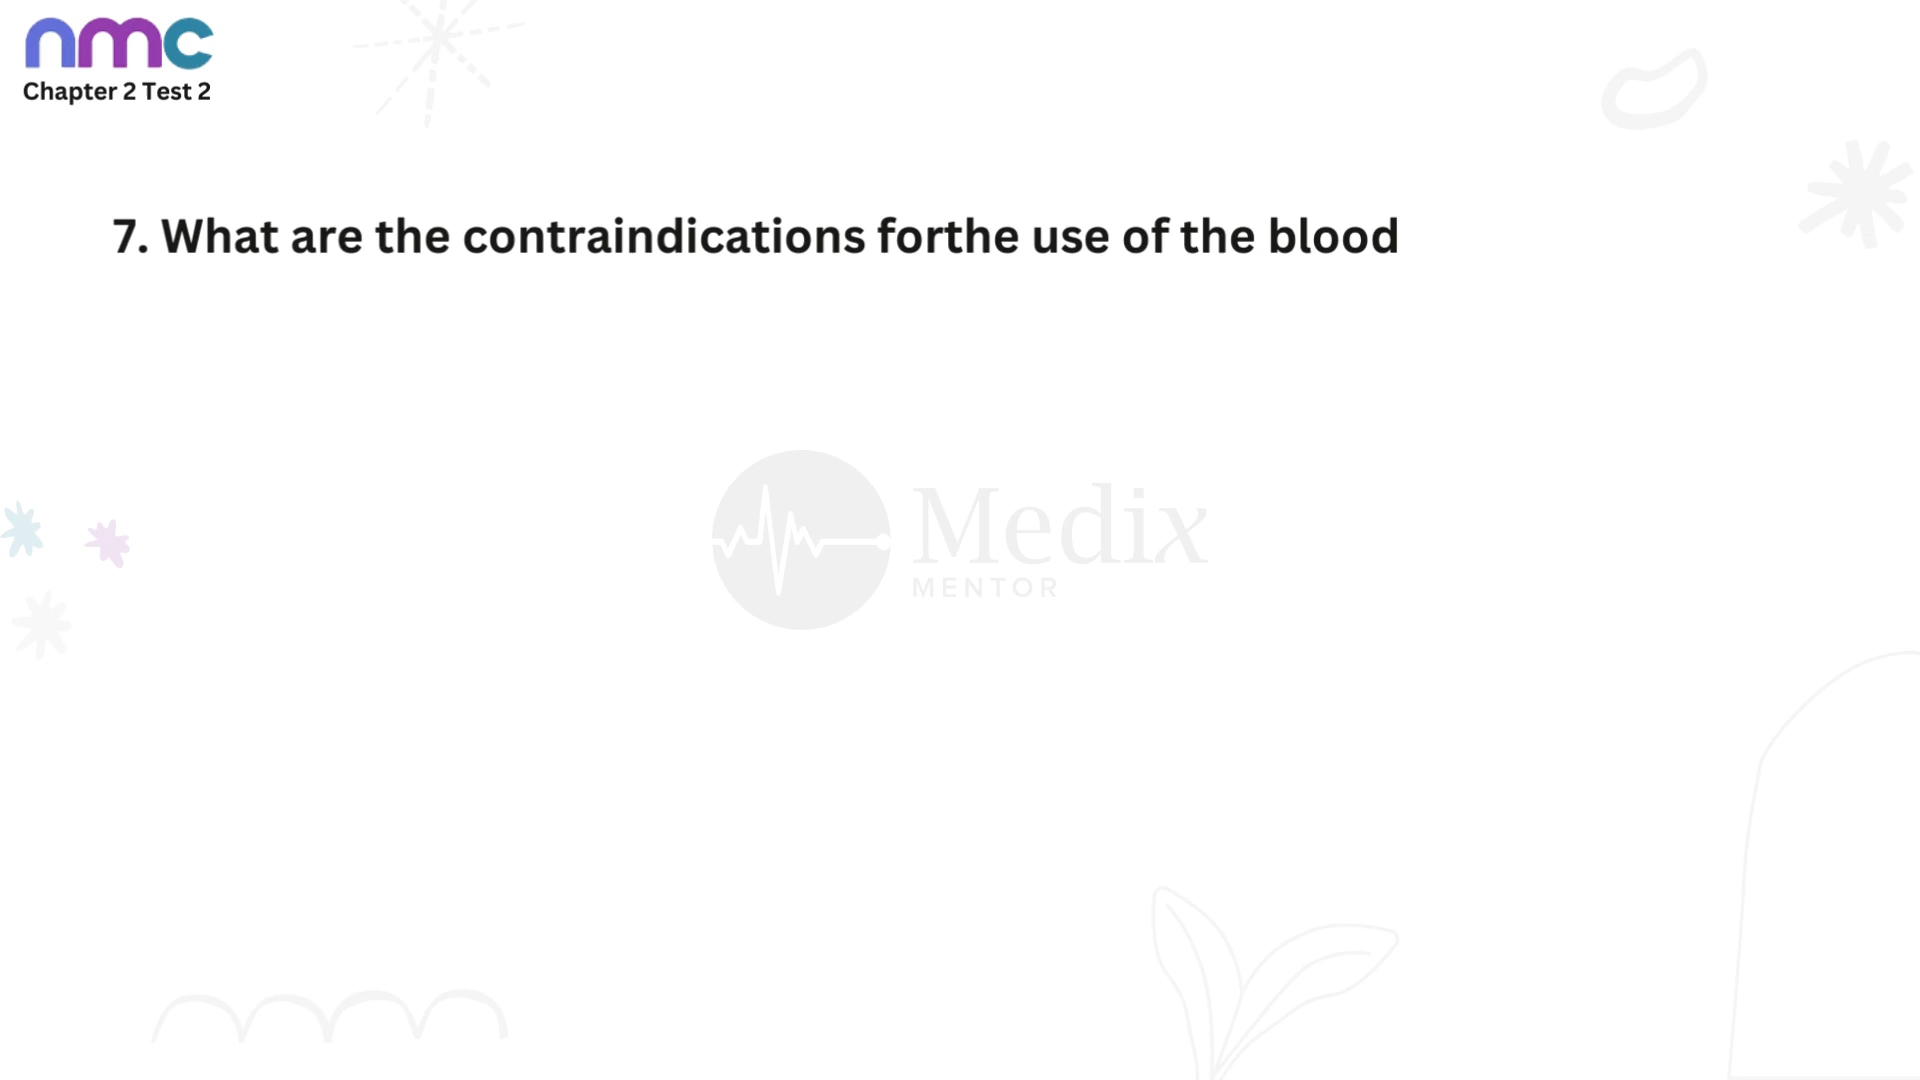 nmc
Chapter 2 Test 2
7. What are the contraindications forthe use of the blood
Medix
MENTOR